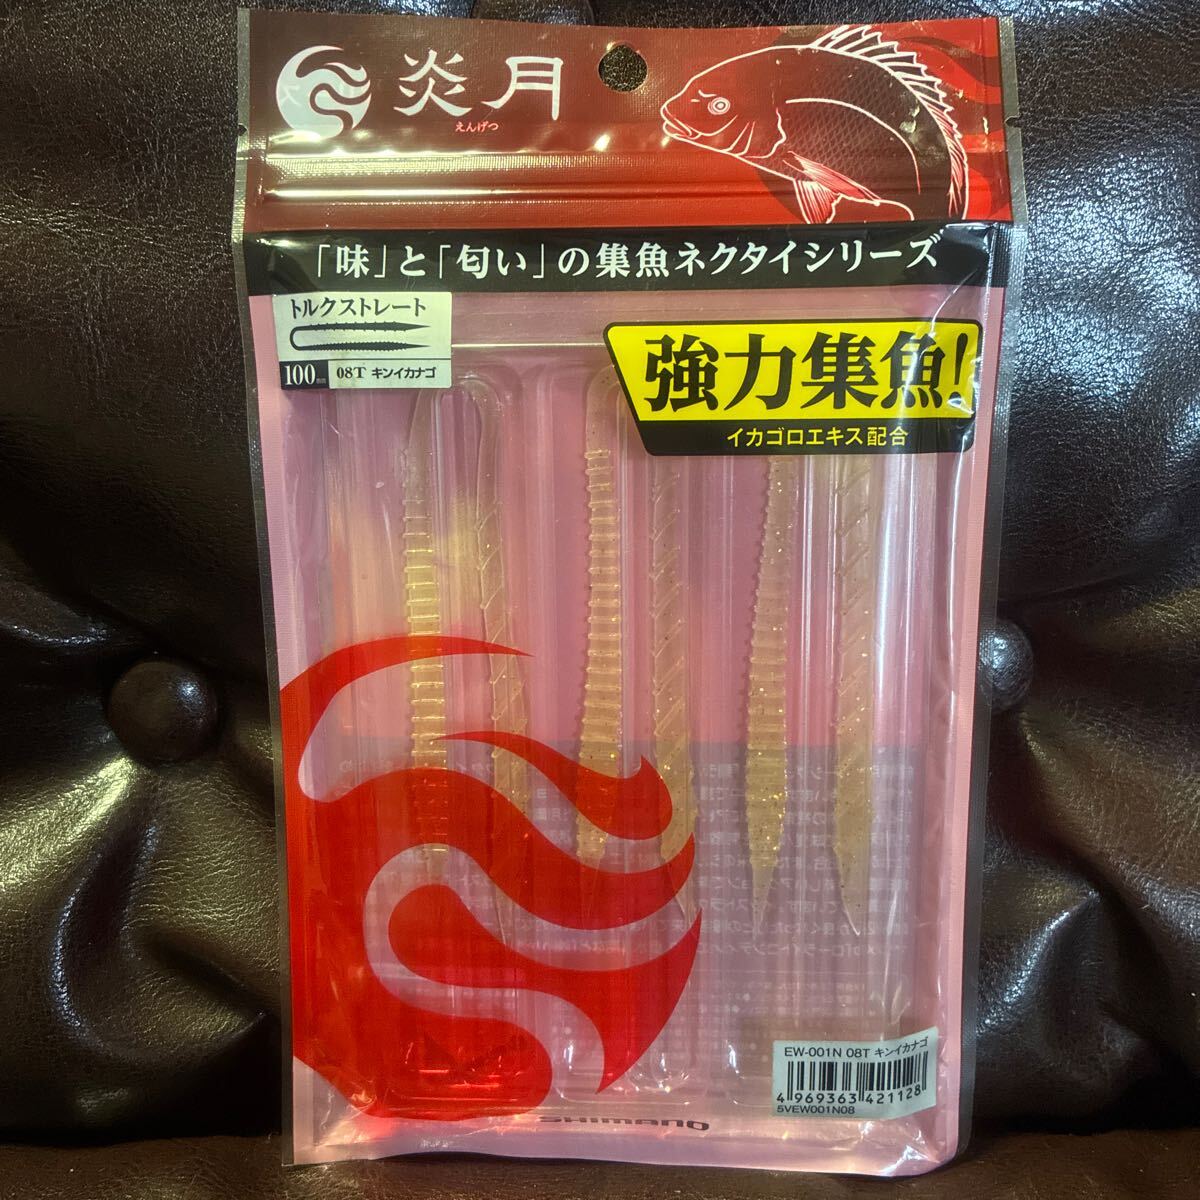 炎月
えんげつ
「味」と「匂い」の集魚ネクタイシリーズ
トルクストレート
100mm 08T キンイカナゴ
強力集魚!
イカゴロエキス配合
EW-001N 08T キンイカナゴ
4 969363 421128
5VEW001N08
SHIMANO